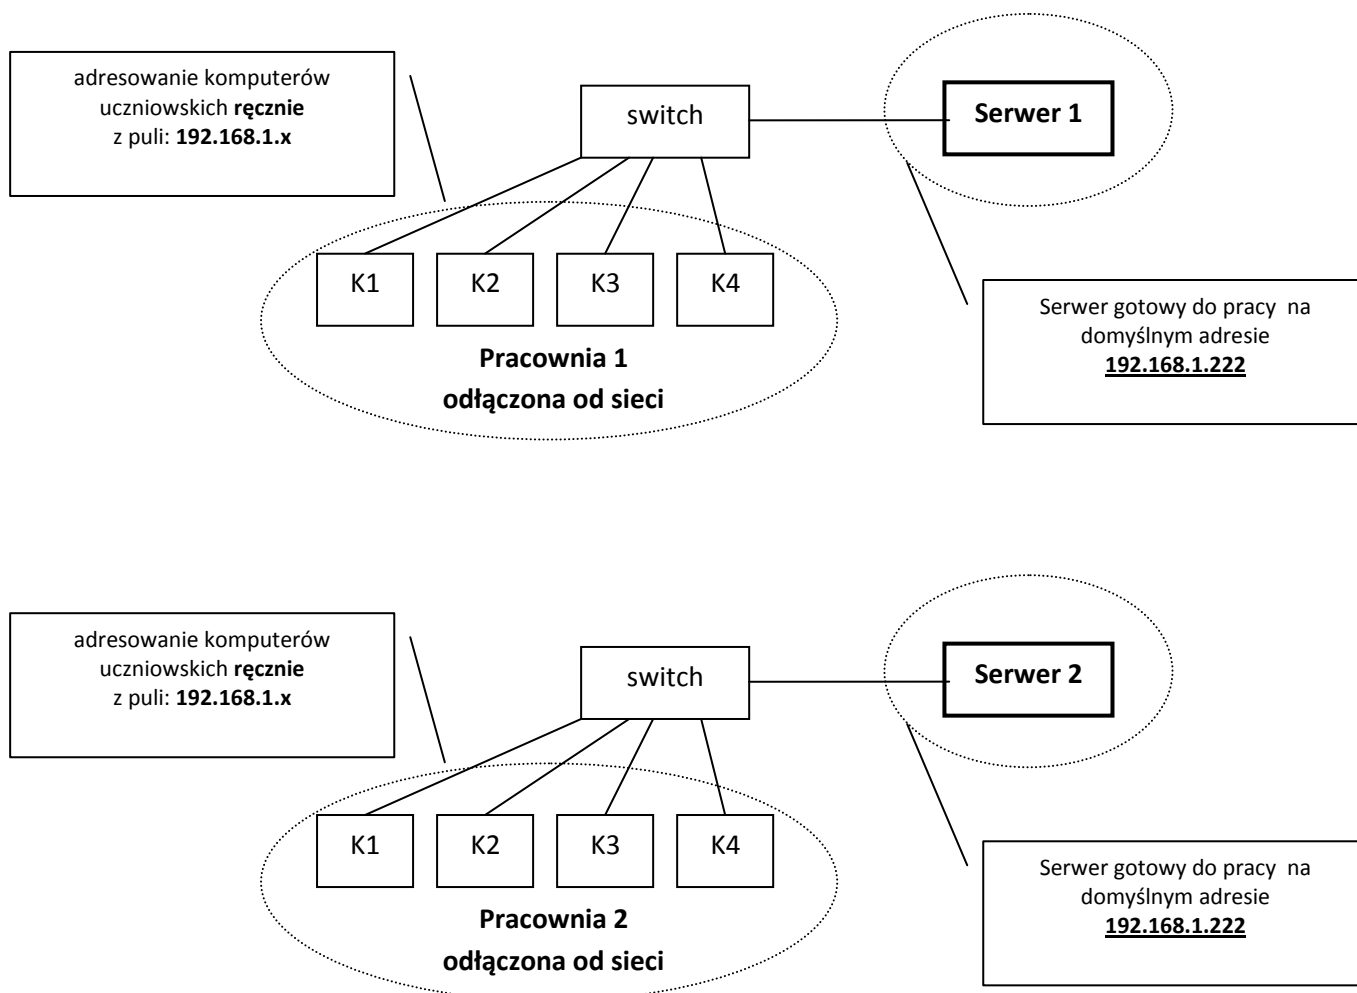 adresowanie komputerów
uczniowskich ręcznie
z puli: 192.168.1.x
switch
Serwer 1
K1
K2
K3
K4
Pracownia 1
odłączona od sieci
Serwer gotowy do pracy na
domyślnym adresie
192.168.1.222
adresowanie komputerów
uczniowskich ręcznie
z puli: 192.168.1.x
switch
Serwer 2
K1
K2
K3
K4
Pracownia 2
odłączona od sieci
Serwer gotowy do pracy na
domyślnym adresie
192.168.1.222